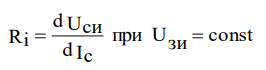 Ri = dUси / dIс при Uзи = const